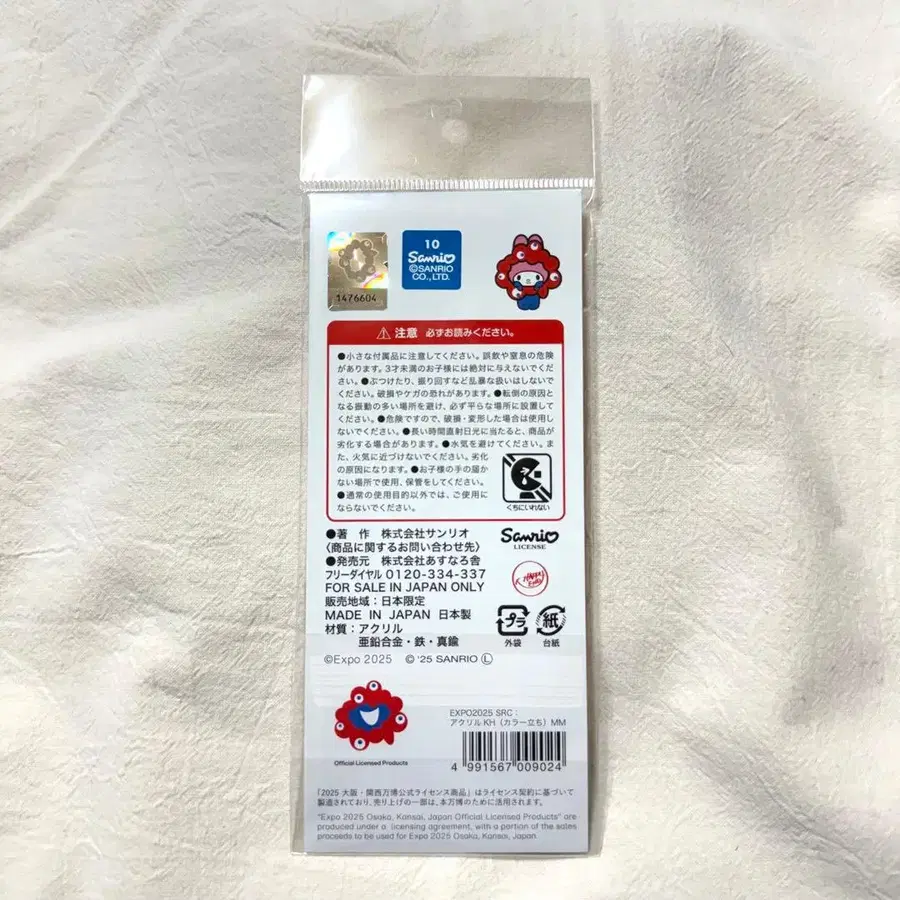 1476604
10
Sanrio
©SANRIO
CO., LTD.
注意 必ずお読みください。
●小さな付属品に注意してください。誤飲や窒息の危険
があります。3才未満のお子様には絶対に与えないでくだ
さい。●ぶつけたり、振り回すなど乱暴な扱いはしないで
ください。破損やケガの恐れがあります。●転倒の原因と
なる振動の多い場所を避け、必ず平らな場所に設置して
ください。●危険ですので、破損・変形した場合は使用し
ないでください。●長い時間直射日光に当たると、商品が
劣化する場合があります。●水気を避けてください。ま
た、火気に近づけないでください。劣化
の原因になります。●お子様の手の届か
ない場所で使用、保管をしてください。
●通常の使用目的以外では、ご使用に
ならないでください。
くちにいれない
●著 作 株式会社サンリオ
〈商品に関するお問い合わせ先〉
●発売元 株式会社あすなろ舎
フリーダイヤル 0120-334-337
FOR SALE IN JAPAN ONLY
販売地域：日本限定
MADE IN JAPAN 日本製
材質：アクリル
亜鉛合金・鉄・真鍮
©Expo 2025 © '25 SANRIO Ⓛ
Sanrio
LICENSE
プラ
外袋
紙
台紙
Official Licensed Products
EXPO2025 SRC：
アクリルKH（カラー立ち）MM
4 991567 009024
「2025 大阪・関西万博公式ライセンス商品」はライセンス契約に基づいて
製造されており、売り上げの一部は、本万博のために活用されます。
"Expo 2025 Osaka, Kansai, Japan Official Licensed Products" are
produced under a licensing agreement, with a portion of the sales
proceeds to be used for Expo 2025 Osaka, Kansai, Japan.